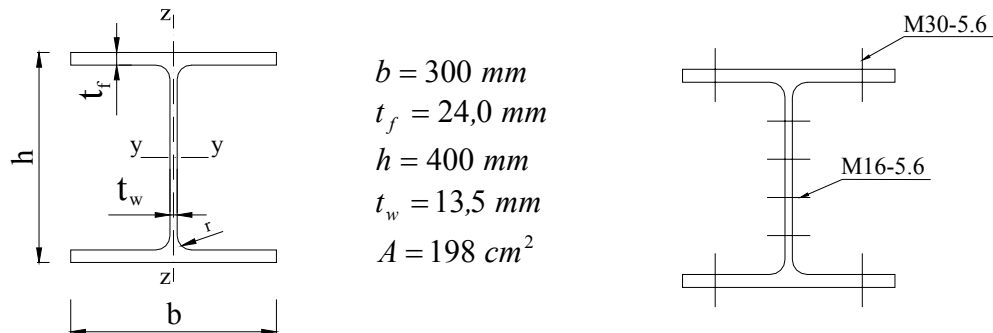 z
t_f
h
y y
t_w
r
z
b
b = 300 mm
t_f = 24,0 mm
h = 400 mm
t_w = 13,5 mm
A = 198 cm²
M30-5.6
M16-5.6